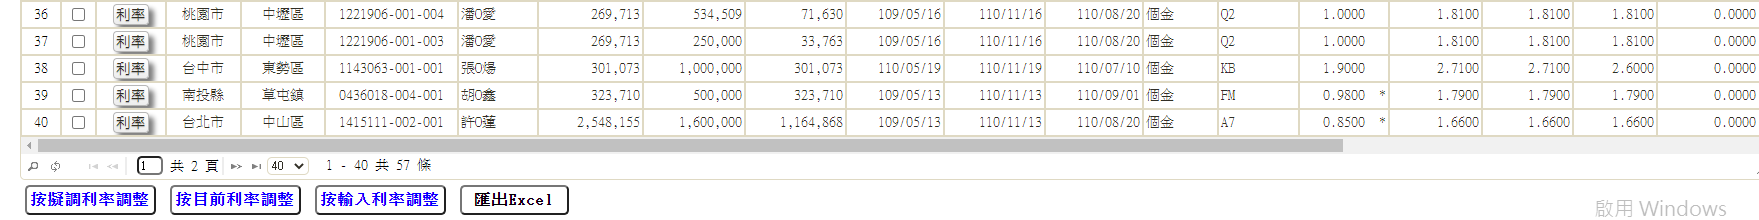 36 利率 桃園市 中壢區 1221906-001-004 潘O愛 269,713 534,509 71,630 109/05/16 110/11/16 110/08/20 個金 Q2 1.0000 1.8100 1.8100 1.8100 0.0000
37 利率 桃園市 中壢區 1221906-001-003 潘O愛 269,713 250,000 33,763 109/05/16 110/11/16 110/08/20 個金 Q2 1.0000 1.8100 1.8100 1.8100 0.0000
38 利率 台中市 東勢區 1143063-001-001 張O煬 301,073 1,000,000 301,073 110/05/19 110/11/19 110/07/10 個金 KB 1.9000 2.7100 2.7100 2.6000 0.0000
39 利率 南投縣 草屯鎮 0436018-004-001 胡O鑫 323,710 500,000 323,710 109/05/13 110/11/13 110/09/01 個金 FM 0.9800 * 1.7900 1.7900 1.7900 0.0000
40 利率 台北市 中山區 1415111-002-001 許O蓮 2,548,155 1,600,000 1,164,868 109/05/13 110/11/13 110/08/20 個金 A7 0.8500 * 1.6600 1.6600 1.6600 0.0000
1 共 2 頁 40 1 - 40 共 57 條
按擬調利率調整 按目前利率調整 按輸入利率調整 匯出Excel
啟用 Windows